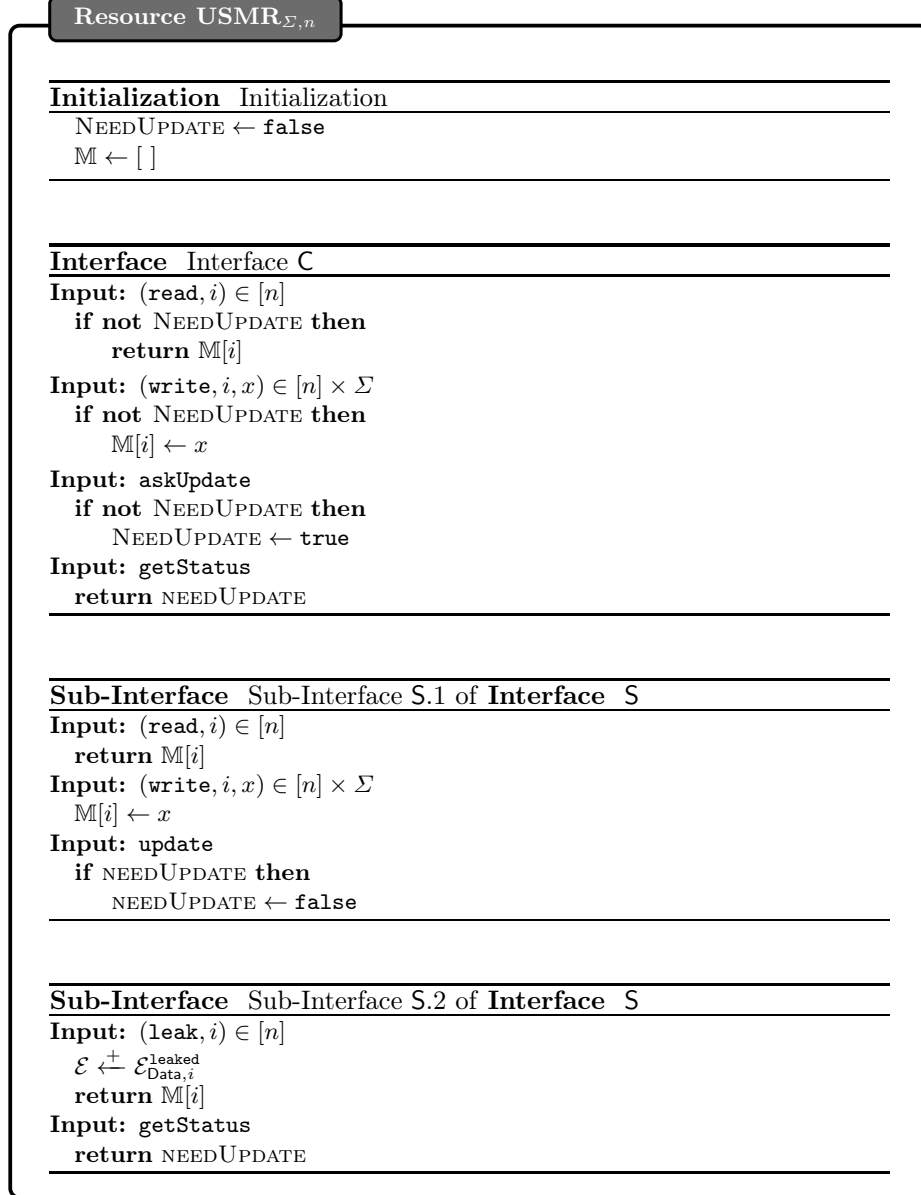 Resource USMR_{Σ,n}
Initialization Initialization
NEEDUPDATE ← false
𝕄 ← [ ]
Interface Interface C
Input: (read, i) ∈ [n]
if not NEEDUPDATE then
return 𝕄[i]
Input: (write, i, x) ∈ [n] × Σ
if not NEEDUPDATE then
𝕄[i] ← x
Input: askUpdate
if not NEEDUPDATE then
NEEDUPDATE ← true
Input: getStatus
return needUpdate
Sub-Interface Sub-Interface S.1 of Interface S
Input: (read, i) ∈ [n]
return 𝕄[i]
Input: (write, i, x) ∈ [n] × Σ
𝕄[i] ← x
Input: update
if needUpdate then
needUpdate ← false
Sub-Interface Sub-Interface S.2 of Interface S
Input: (leak, i) ∈ [n]
ℰ ←^{+} ℰ^{leaked}_{Data,i}
return 𝕄[i]
Input: getStatus
return needUpdate